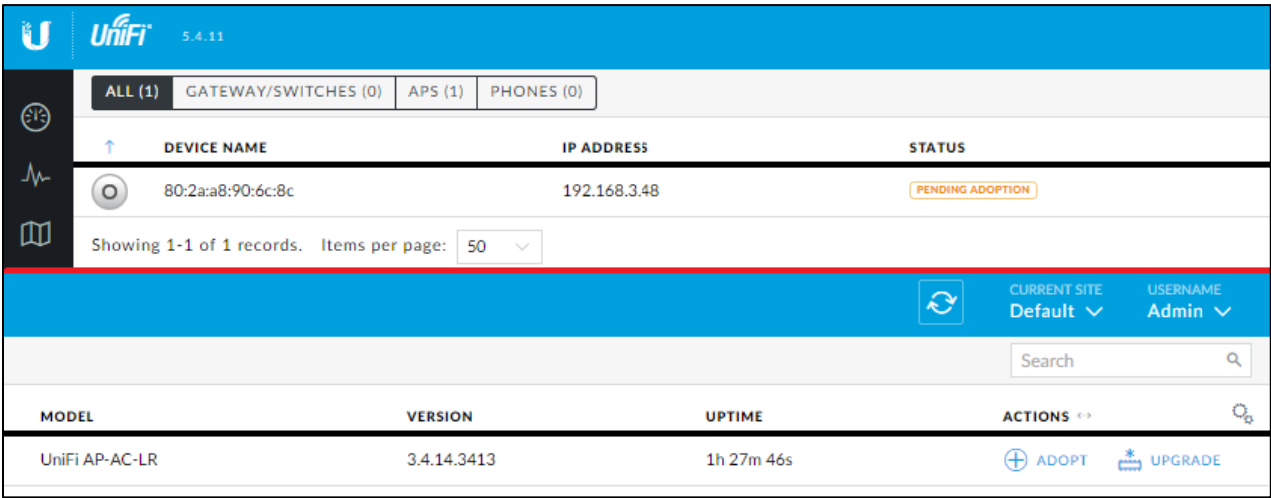 UniFi 5.4.11
ALL (1) GATEWAY/SWITCHES (0) APS (1) PHONES (0)
DEVICE NAME IP ADDRESS STATUS
80:2a:a8:90:6c:8c 192.168.3.48 PENDING ADOPTION
Showing 1-1 of 1 records. Items per page: 50
CURRENT SITE USERNAME
Default Admin
Search
MODEL VERSION UPTIME ACTIONS
UniFi AP-AC-LR 3.4.14.3413 1h 27m 46s ADOPT UPGRADE